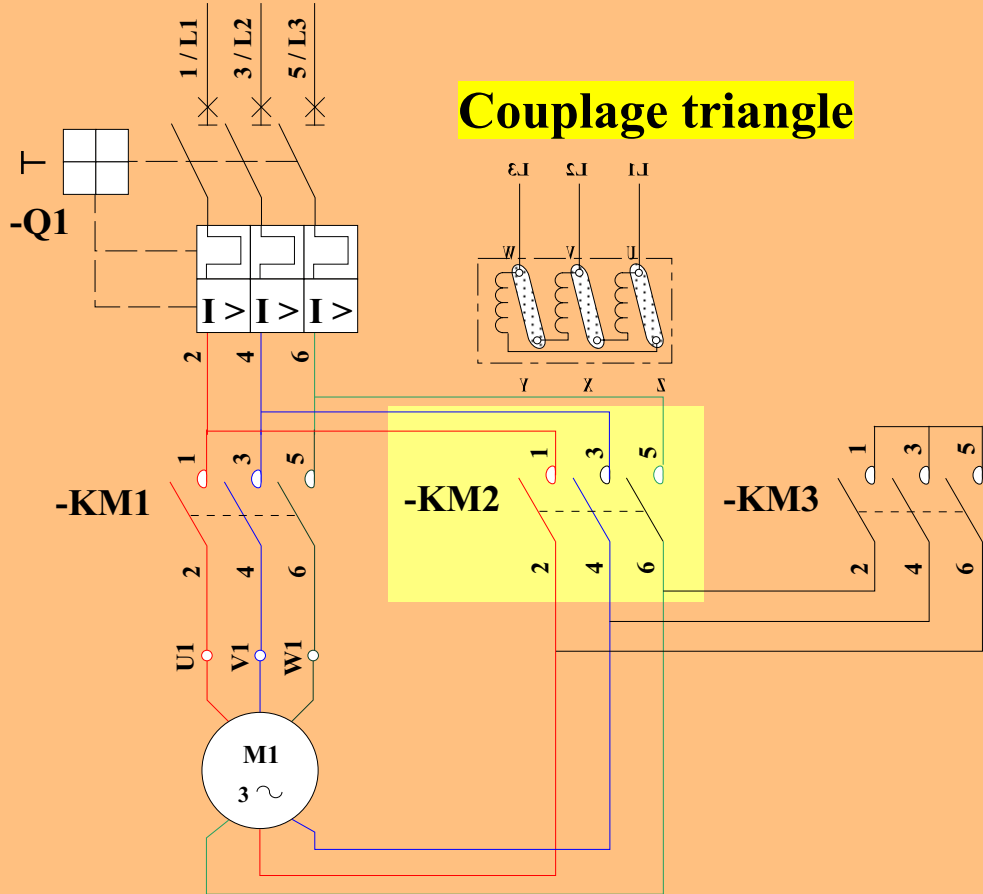 1 / L1
3 / L2
5 / L3
Couplage triangle
-Q1
L3 L2 L1
W V U
I > I > I >
2 4 6
Y X Z
1 3 5
-KM1
2 4 6
1 3 5
-KM2
2 4 6
1 3 5
-KM3
2 4 6
U1 V1 W1
M1
3 ~